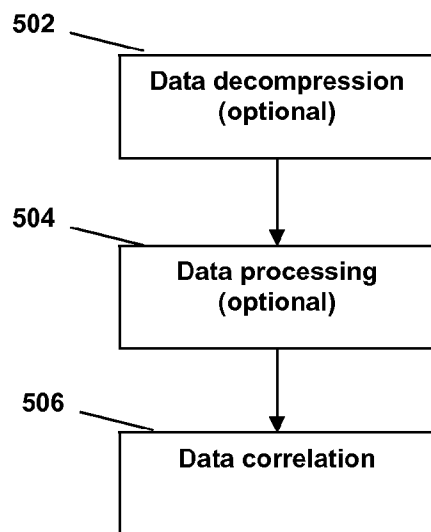 502
Data decompression
(optional)
504
Data processing
(optional)
506
Data correlation